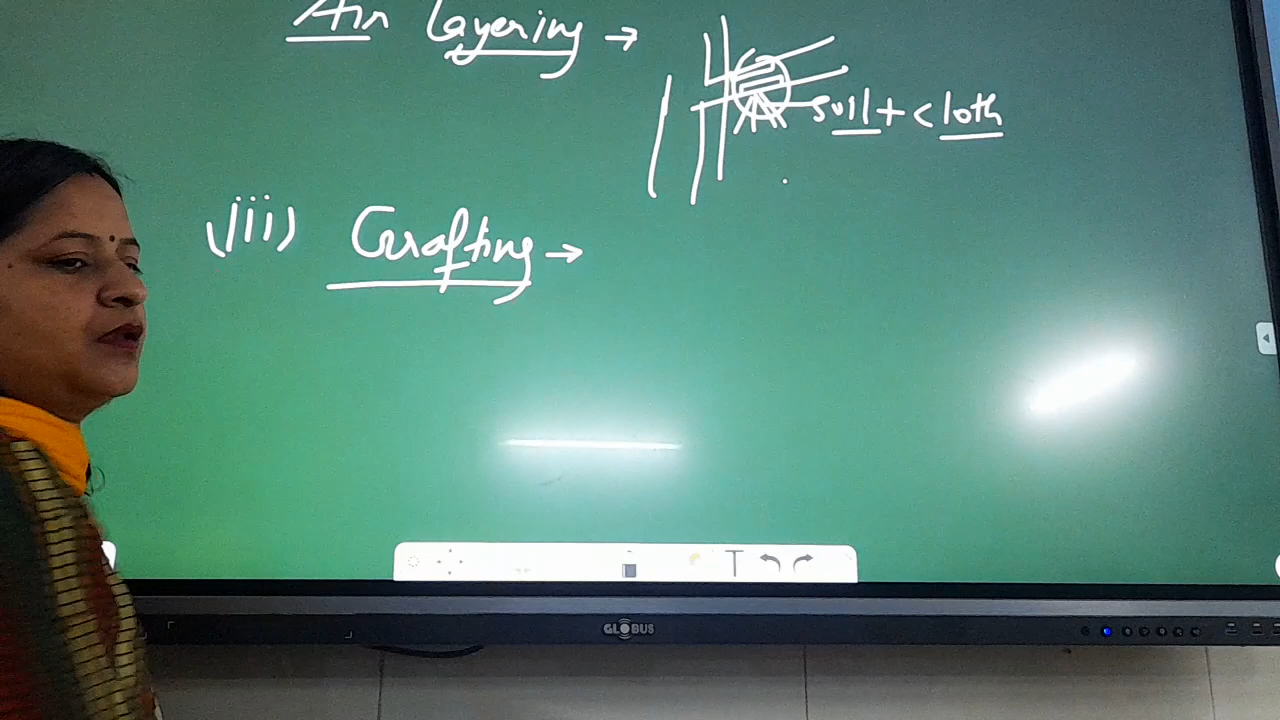 Air Layering →
soil + cloth
(iii) Grafting →
T
GLOBUS